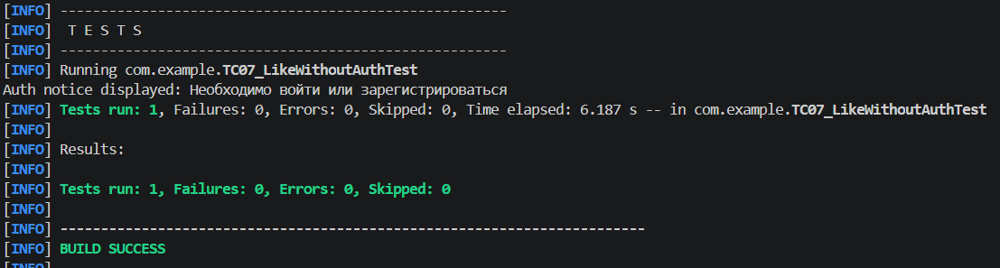 [INFO] -------------------------------------------------------
[INFO]  T E S T S
[INFO] -------------------------------------------------------
[INFO] Running com.example.TC07_LikeWithoutAuthTest
Auth notice displayed: Необходимо войти или зарегистрироваться
[INFO] Tests run: 1, Failures: 0, Errors: 0, Skipped: 0, Time elapsed: 6.187 s -- in com.example.TC07_LikeWithoutAuthTest
[INFO]
[INFO] Results:
[INFO]
[INFO] Tests run: 1, Failures: 0, Errors: 0, Skipped: 0
[INFO]
[INFO] ------------------------------------------------------------------------
[INFO] BUILD SUCCESS
[INFO]